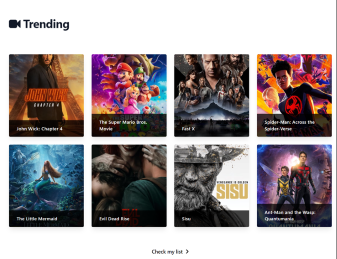 Trending
JOHN WICK
CHAPTER 4
John Wick: Chapter 4
The Super Mario Bros.
Movie
Fast X
Spider-Man: Across the
Spider-Verse
The Little Mermaid
Evil Dead Rise
SISU
Sisu
Ant-Man and the Wasp:
Quantumania
Check my list